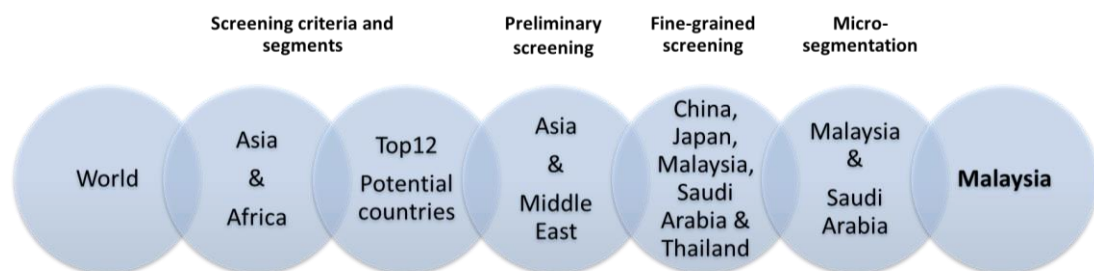 Screening criteria and
segments
Preliminary
screening
Fine-grained
screening
Micro-
segmentation
World
Asia
&
Africa
Top12
Potential
countries
Asia
&
Middle
East
China,
Japan,
Malaysia,
Saudi
Arabia &
Thailand
Malaysia
&
Saudi
Arabia
Malaysia